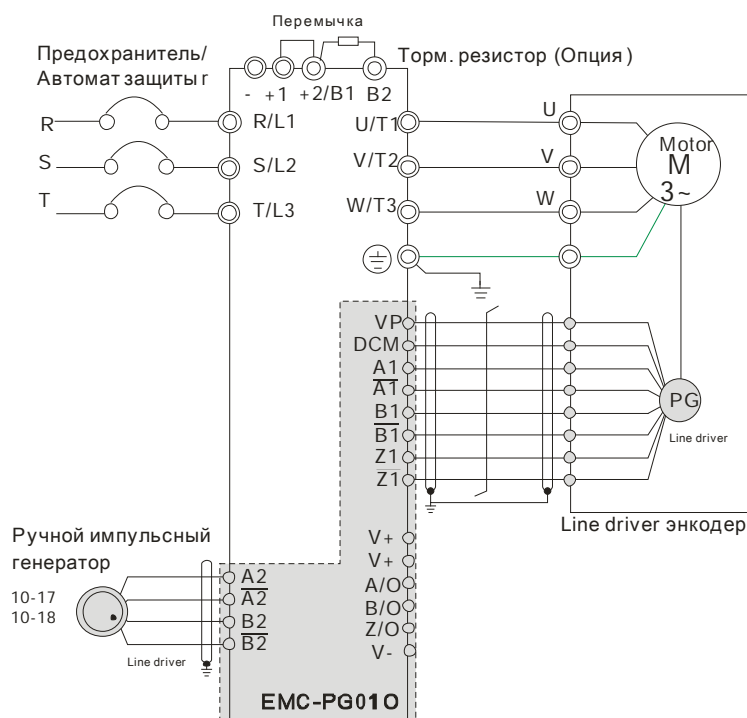 Перемычка
Предохранитель/
Автомат защиты r
Торм. резистор (Опция)
- +1 +2/B1 B2
R
R/L1
U/T1
U
S
S/L2
V/T2
V
T
T/L3
W/T3
W
Motor
M
3~
VP
DCM
A1
A1
B1
B1
Z1
Z1
PG
Line driver
Line driver энкодер
Ручной импульсный
генератор
10-17
10-18
Line driver
A2
A2
B2
B2
V+
V+
A/O
B/O
Z/O
V-
EMC-PG01O